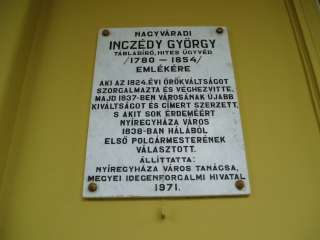 NAGYVÁRADI
INCZÉDY GYÖRGY
TÁBLABÍRÓ, HITES ÜGYVÉD
/1780 – 1854/
EMLÉKÉRE
AKI AZ 1824. ÉVI ÖRÖKVÁLTSÁGOT
SZORGALMAZTA ÉS VÉGHEZVITTE,
MAJD 1837-BEN VÁROSÁNAK ÚJABB
KIVÁLTSÁGOT ÉS CÍMERT SZERZETT,
S AKIT SOK ÉRDEMÉÉRT
NYÍREGYHÁZA VÁROS
1838-BAN HÁLÁBÓL
ELSŐ POLGÁRMESTERÉNEK
VÁLASZTOTT.
ÁLLÍTTATTA:
NYÍREGYHÁZA VÁROS TANÁCSA,
MEGYEI IDEGENFORGALMI HIVATAL
1971.